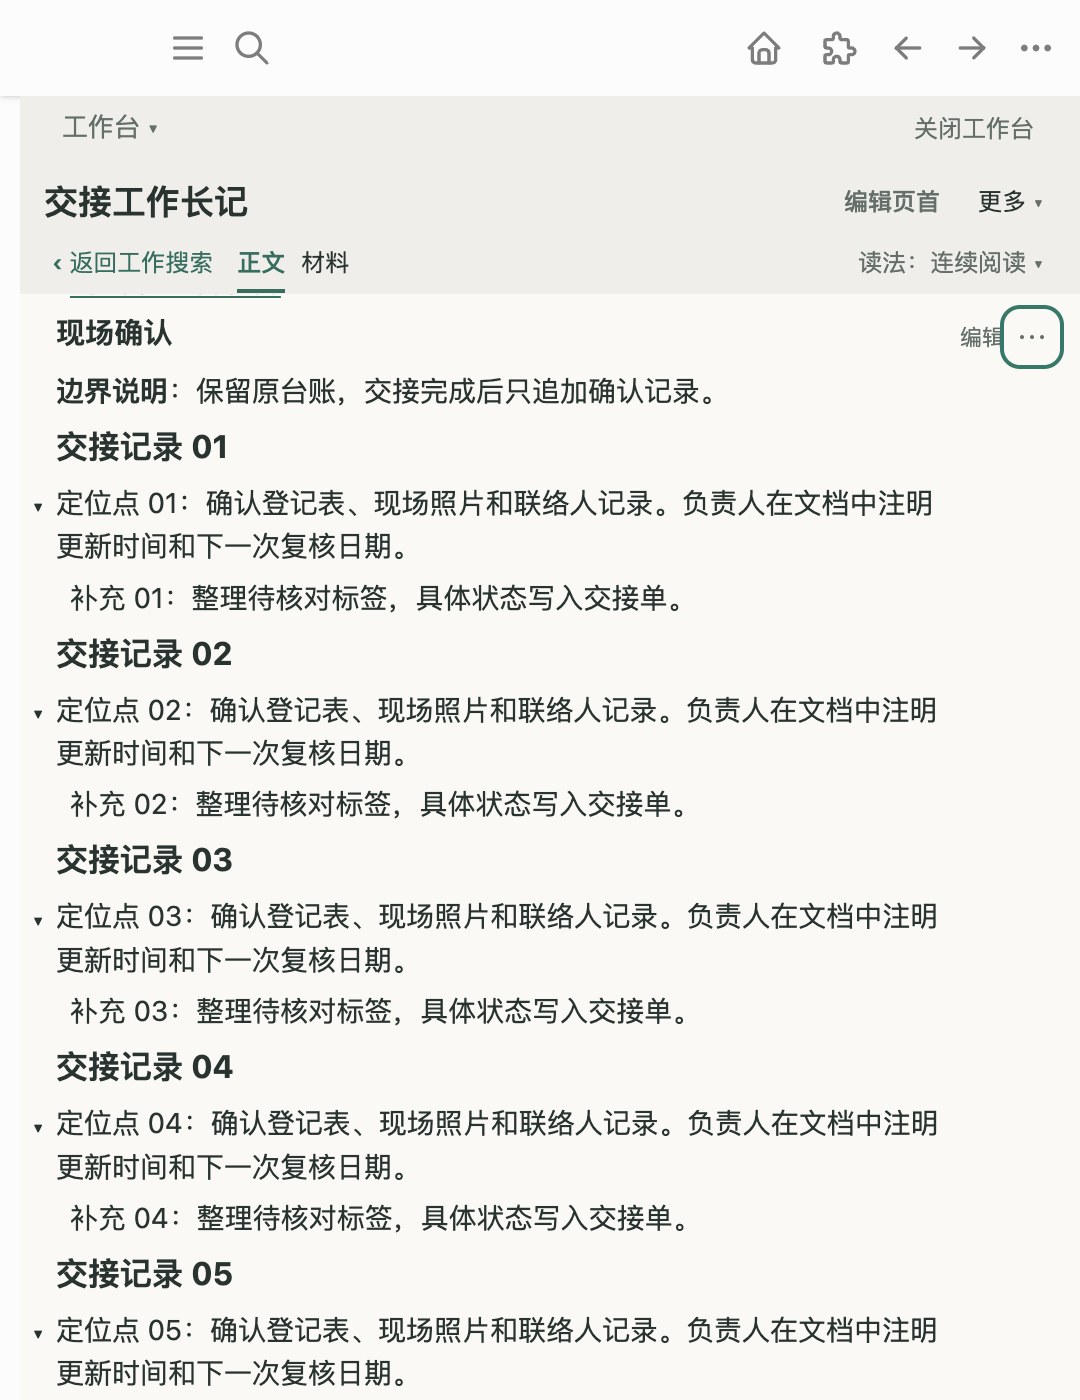 工作台 ▾
关闭工作台
交接工作长记
编辑页首 更多 ▾
‹ 返回工作搜索 正文 材料
读法：连续阅读 ▾
现场确认
编辑 ···
边界说明：保留原台账，交接完成后只追加确认记录。
交接记录 01
▾ 定位点 01：确认登记表、现场照片和联络人记录。负责人在文档中注明
更新时间和下一次复核日期。
补充 01：整理待核对标签，具体状态写入交接单。
交接记录 02
▾ 定位点 02：确认登记表、现场照片和联络人记录。负责人在文档中注明
更新时间和下一次复核日期。
补充 02：整理待核对标签，具体状态写入交接单。
交接记录 03
▾ 定位点 03：确认登记表、现场照片和联络人记录。负责人在文档中注明
更新时间和下一次复核日期。
补充 03：整理待核对标签，具体状态写入交接单。
交接记录 04
▾ 定位点 04：确认登记表、现场照片和联络人记录。负责人在文档中注明
更新时间和下一次复核日期。
补充 04：整理待核对标签，具体状态写入交接单。
交接记录 05
▾ 定位点 05：确认登记表、现场照片和联络人记录。负责人在文档中注明
更新时间和下一次复核日期。